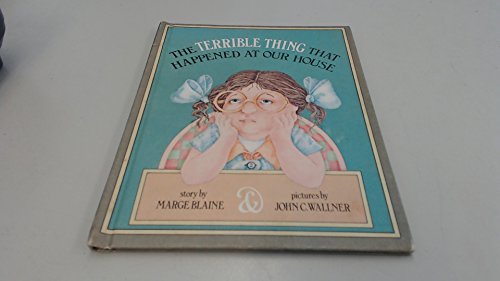 THE TERRIBLE THING THAT
HAPPENED AT OUR HOUSE
story by
MARGE BLAINE
&
pictures by
JOHN C. WALLNER